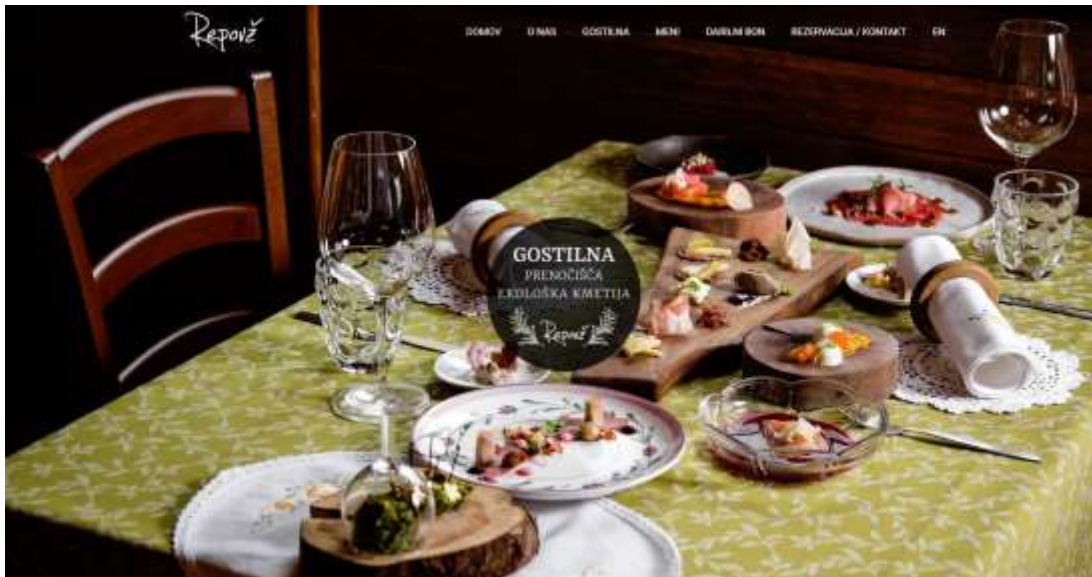 Repovž
DOMOV O NAS GOSTILNA MENI DARILNI BON REZERVACIJA / KONTAKT EN
GOSTILNA
PRENOČIŠČA
EKOLOŠKA KMETIJA
Repovž